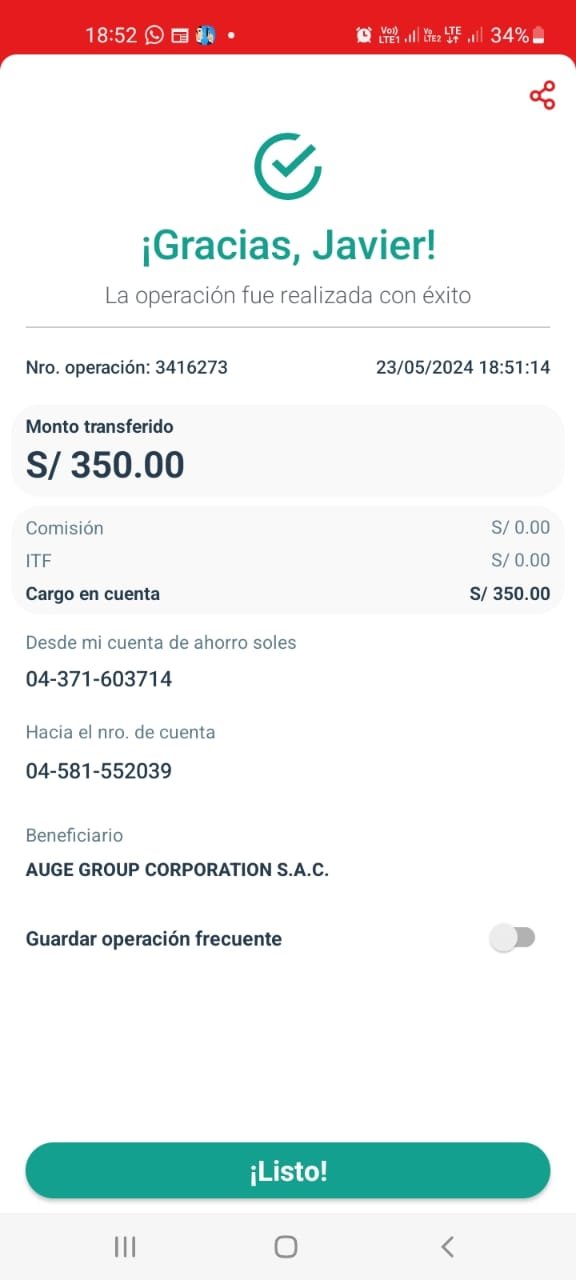 18:52
Vo)) LTE1 Vo LTE2 LTE 34%
¡Gracias, Javier!
La operación fue realizada con éxito
Nro. operación: 3416273 23/05/2024 18:51:14
Monto transferido
S/ 350.00
Comisión S/ 0.00
ITF S/ 0.00
Cargo en cuenta S/ 350.00
Desde mi cuenta de ahorro soles
04-371-603714
Hacia el nro. de cuenta
04-581-552039
Beneficiario
AUGE GROUP CORPORATION S.A.C.
Guardar operación frecuente
¡Listo!